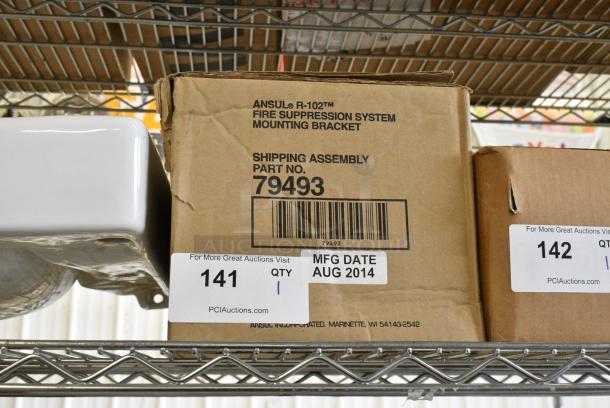 ANSUL® R-102™
FIRE SUPPRESSION SYSTEM
MOUNTING BRACKET
SHIPPING ASSEMBLY
PART NO.
79493
79493
MFG DATE
AUG 2014
For More Great Auctions Visit
141
QTY
1
PCIAuctions.com
ANSUL INCORPORATED, MARINETTE, WI 54143-2542
For More Great Auctions Vis
142
QT
1
PCIAuctions.com